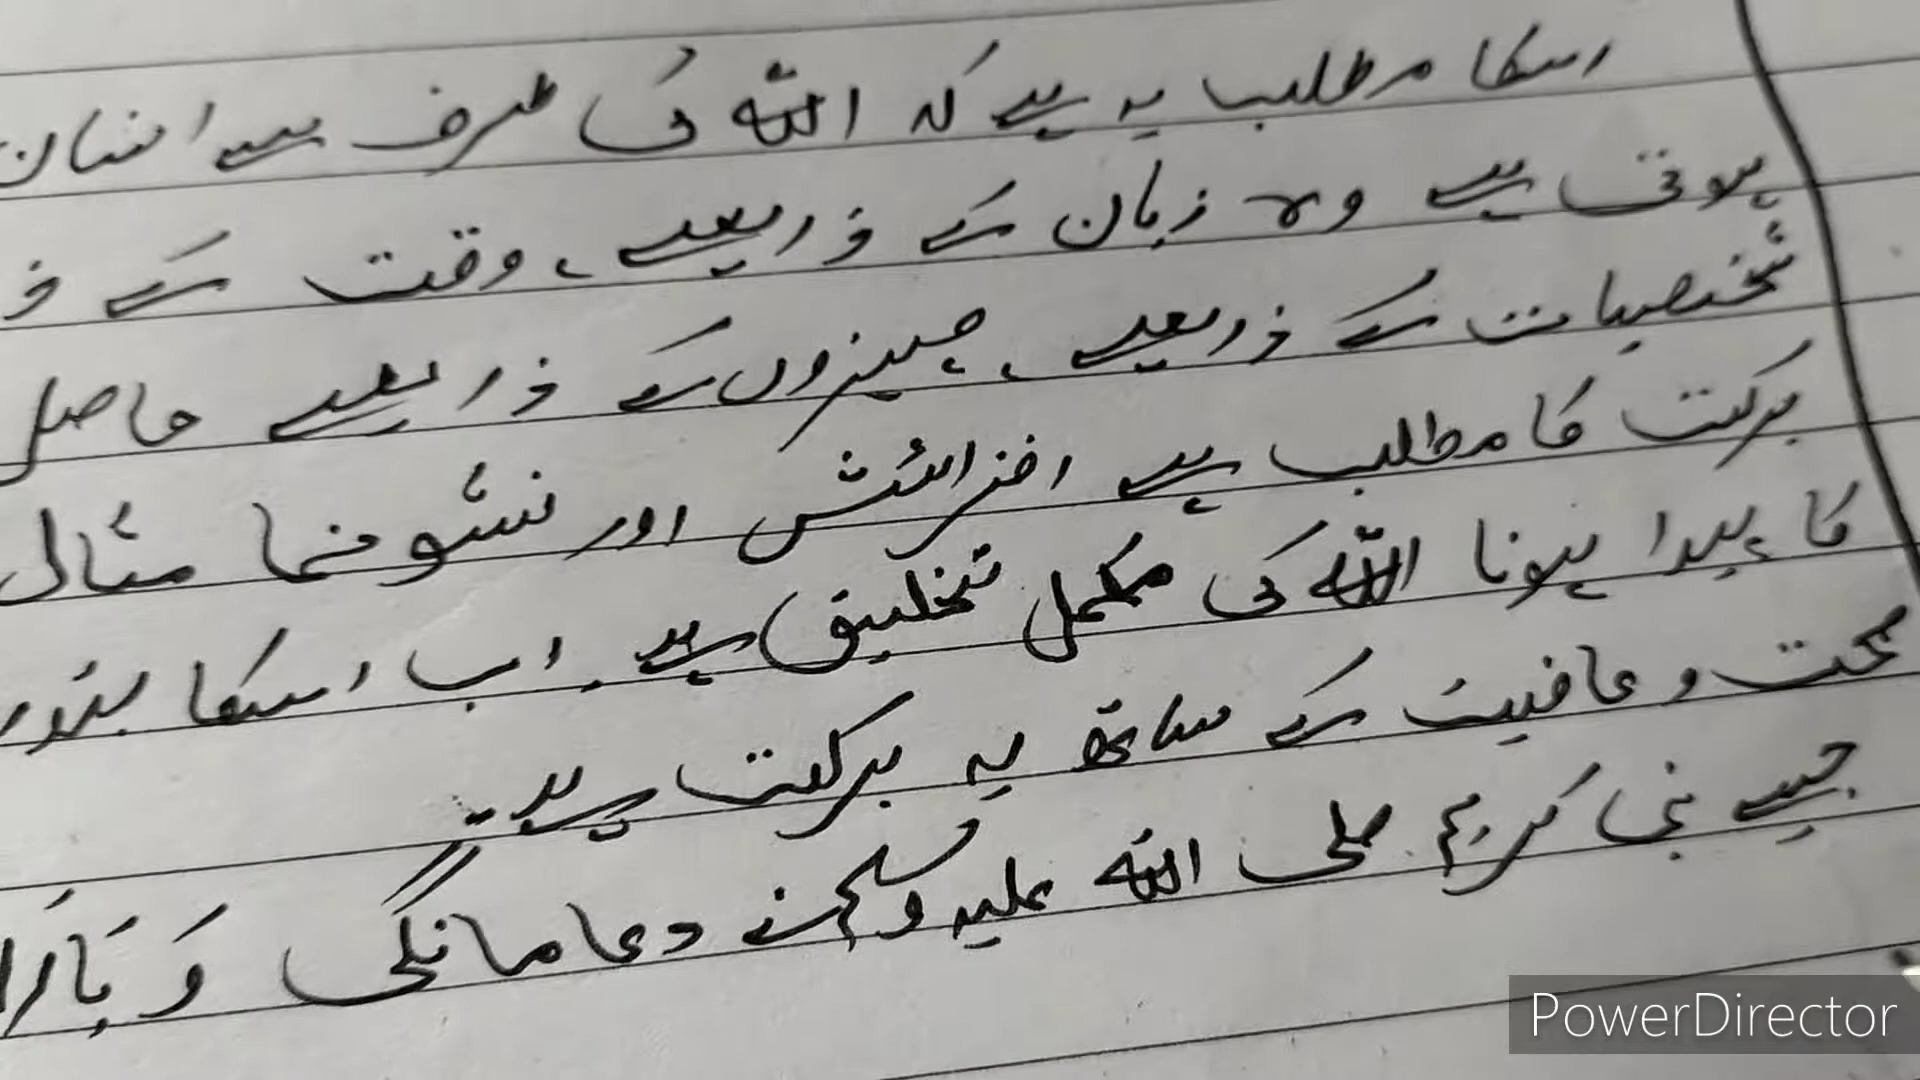 اسکا مطلب یہ ہے کہ اللہ کی طرف سے انسان
ہوتی ہے وہ زبان کے ذریعے، وقت کے ذ
شخصیات کے ذریعے، چیزوں کے ذریعے حاصل
برکت کا مطلب ہے افزائش اور نشوونما مثال
کا پیدا ہونا اللہ کی مکمل تخلیق ہے۔ اب اسکا
صحت و عافیت کے ساتھ یہ برکت ہے۔
جیسے نبی کریم صلی اللہ علیہ وسلم نے دعا مانگی وَ بَارَ
PowerDirector